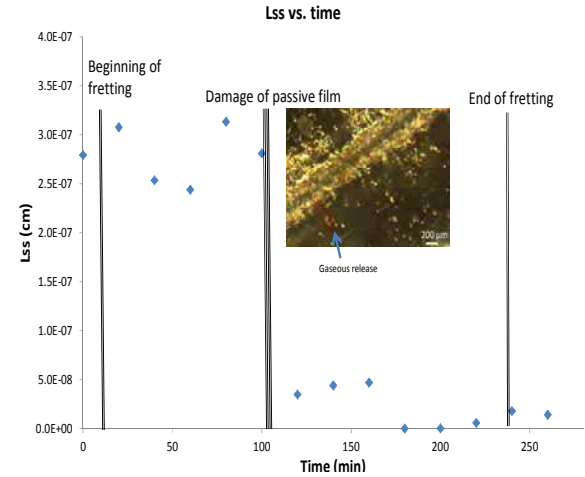 Lss vs. time
4.0E-07
3.5E-07
3.0E-07
2.5E-07
2.0E-07
1.5E-07
1.0E-07
5.0E-08
0.0E+00
Lss (cm)
Beginning of
fretting
Damage of passive film
End of fretting
200 µm
Gaseous release
0 50 100 150 200 250
Time (min)